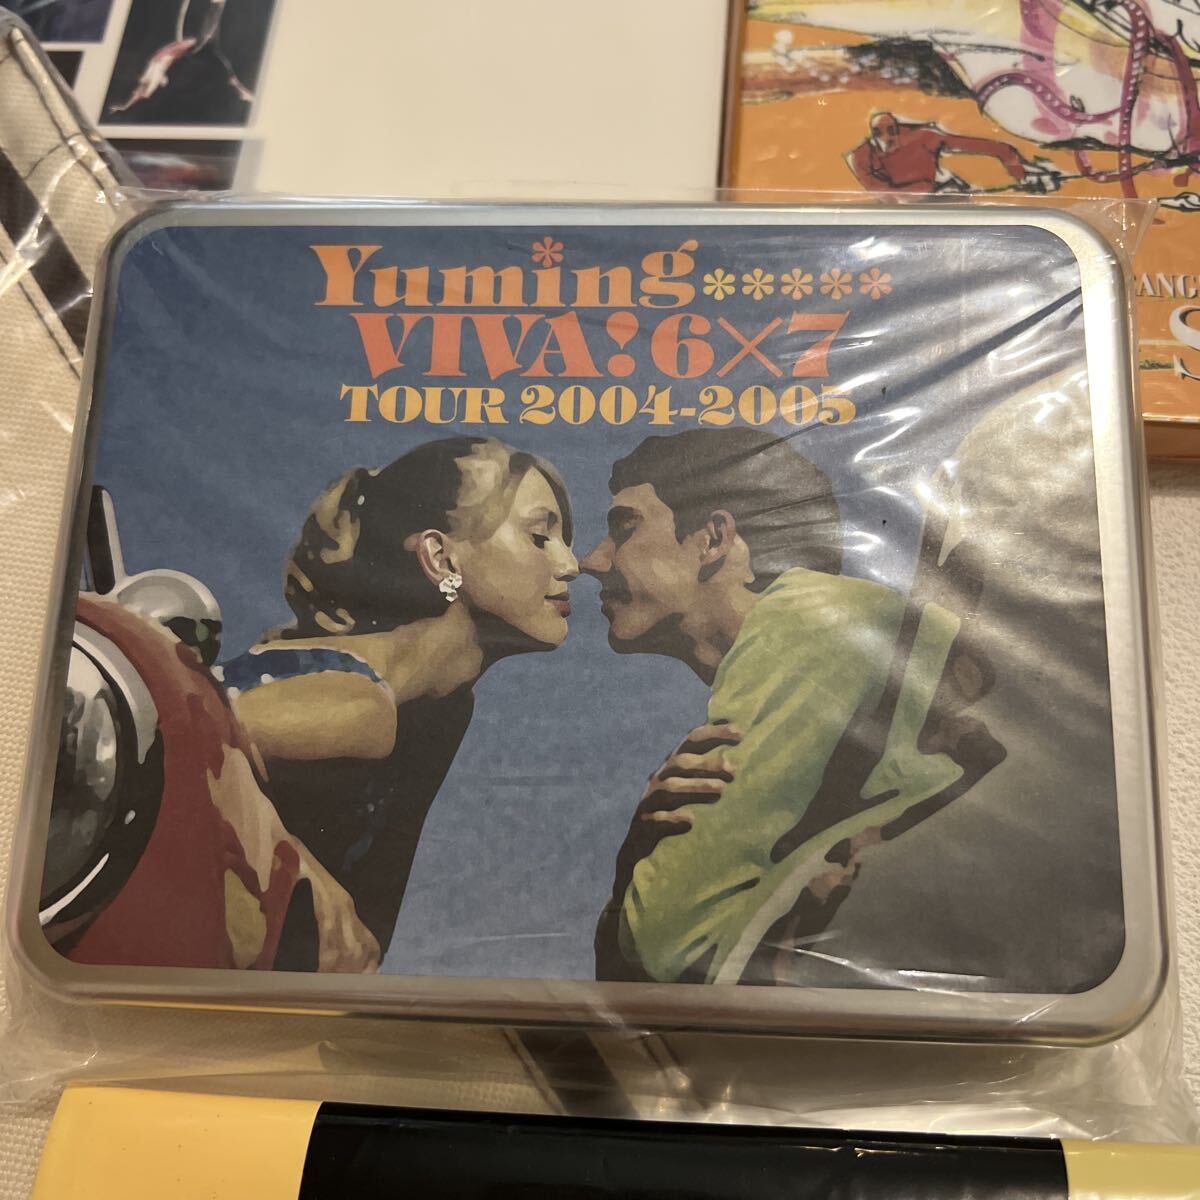 Yuming*****
VIVA! 6×7
TOUR 2004-2005